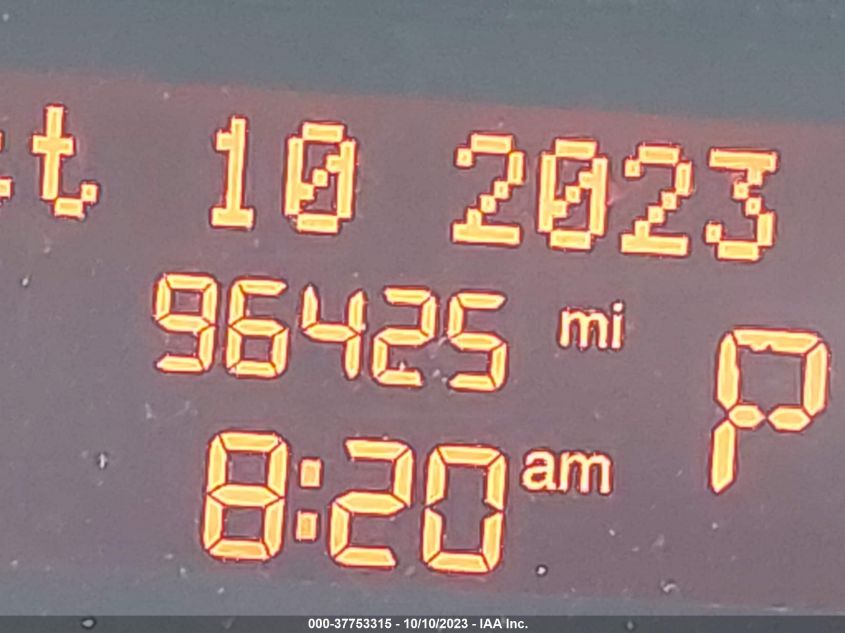 t 10 2023
96425 mi
P
8:20 am
000-37753315 - 10/10/2023 - IAA Inc.